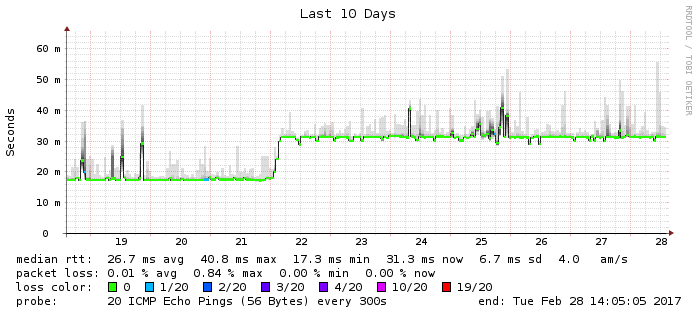 Last 10 Days
RRDTOOL / TOBI OETIKER
Seconds
60 m
50 m
40 m
30 m
20 m
10 m
0
19 20 21 22 23 24 25 26 27 28
median rtt: 26.7 ms avg 40.8 ms max 17.3 ms min 31.3 ms now 6.7 ms sd 4.0 am/s
packet loss: 0.01 % avg 0.84 % max 0.00 % min 0.00 % now
loss color: 0 1/20 2/20 3/20 4/20 10/20 19/20
probe: 20 ICMP Echo Pings (56 Bytes) every 300s end: Tue Feb 28 14:05:05 2017